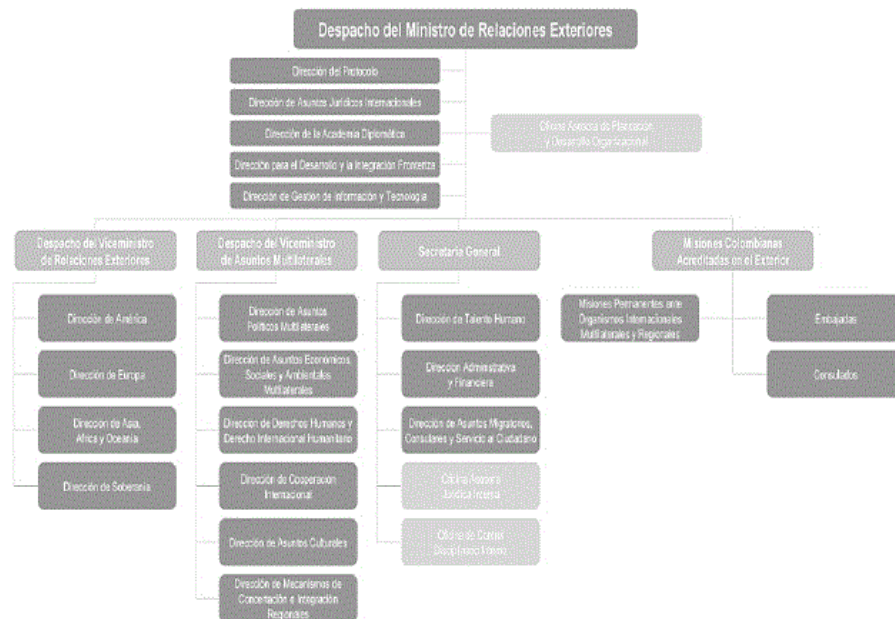 Despacho del Ministro de Relaciones Exteriores
Dirección del Protocolo
Dirección de Asuntos Jurídicos Internacionales
Dirección de la Academia Diplomática
Dirección para el Desarrollo y la Integración Fronteriza
Dirección de Gestion de Información y Tecnología
Oficina Asesora de Planeación
y Desarrollo Organizacional
Despacho del Viceministro
de Relaciones Exteriores
Dirección de América
Dirección de Europa
Dirección de Asia,
Africa y Oceanía
Dirección de Soberanía
Despacho del Viceministro
de Asuntos Multilaterales
Dirección de Asuntos
Políticos Multilaterales
Dirección de Asuntos Económicos,
Sociales y Ambientales
Multilaterales
Dirección de Derechos Humanos y
Derecho Internacional Humanitario
Dirección de Cooperación
Internacional
Dirección de Asuntos Culturales
Dirección de Mecanismos de
Concertación e Integración
Regionales
Secretaria General
Dirección de Talento Humano
Dirección Administrativa
y Financiera
Dirección de Asuntos Migratorios,
Consulares y Servicio al Ciudadano
Oficina Asesora
Jurídica Interna
Oficina de Control
Disciplinario Interno
Misiones Colombianas
Acreditadas en el Exterior
Misiones Permanentes ante
Organismos Internacionales
Multilaterales y Regionales
Embajadas
Consulados